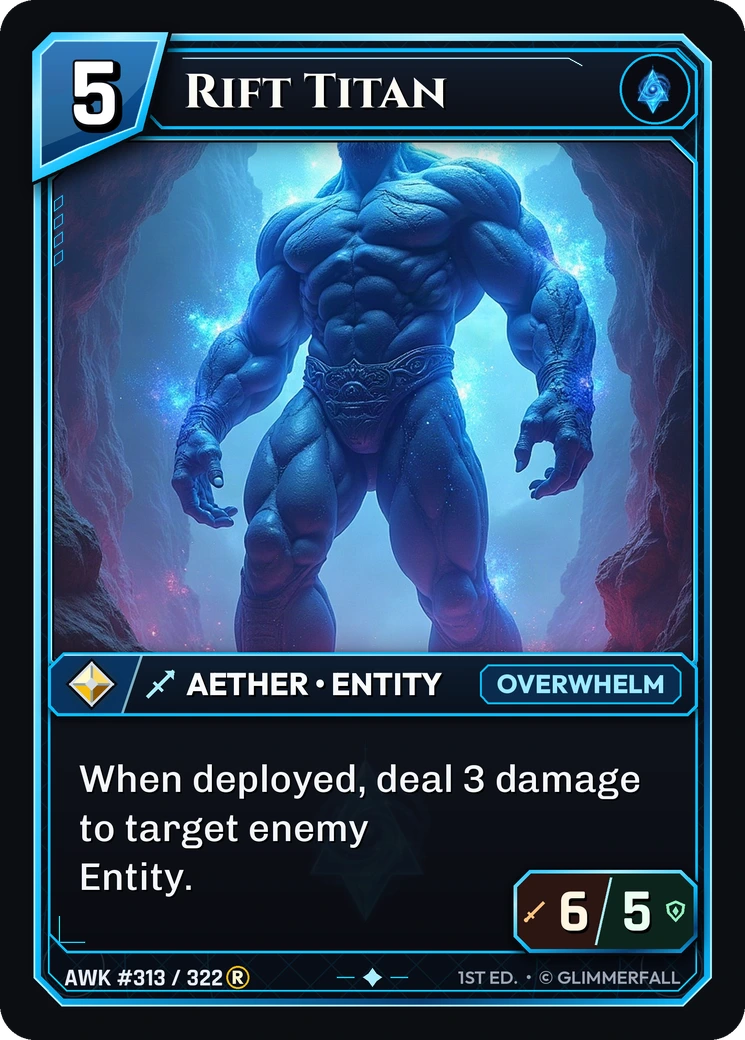 5
Rift Titan
AETHER • ENTITY
OVERWHELM
When deployed, deal 3 damage
to target enemy
Entity.
6 / 5
AWK #313 / 322 R
1ST ED. • © GLIMMERFALL